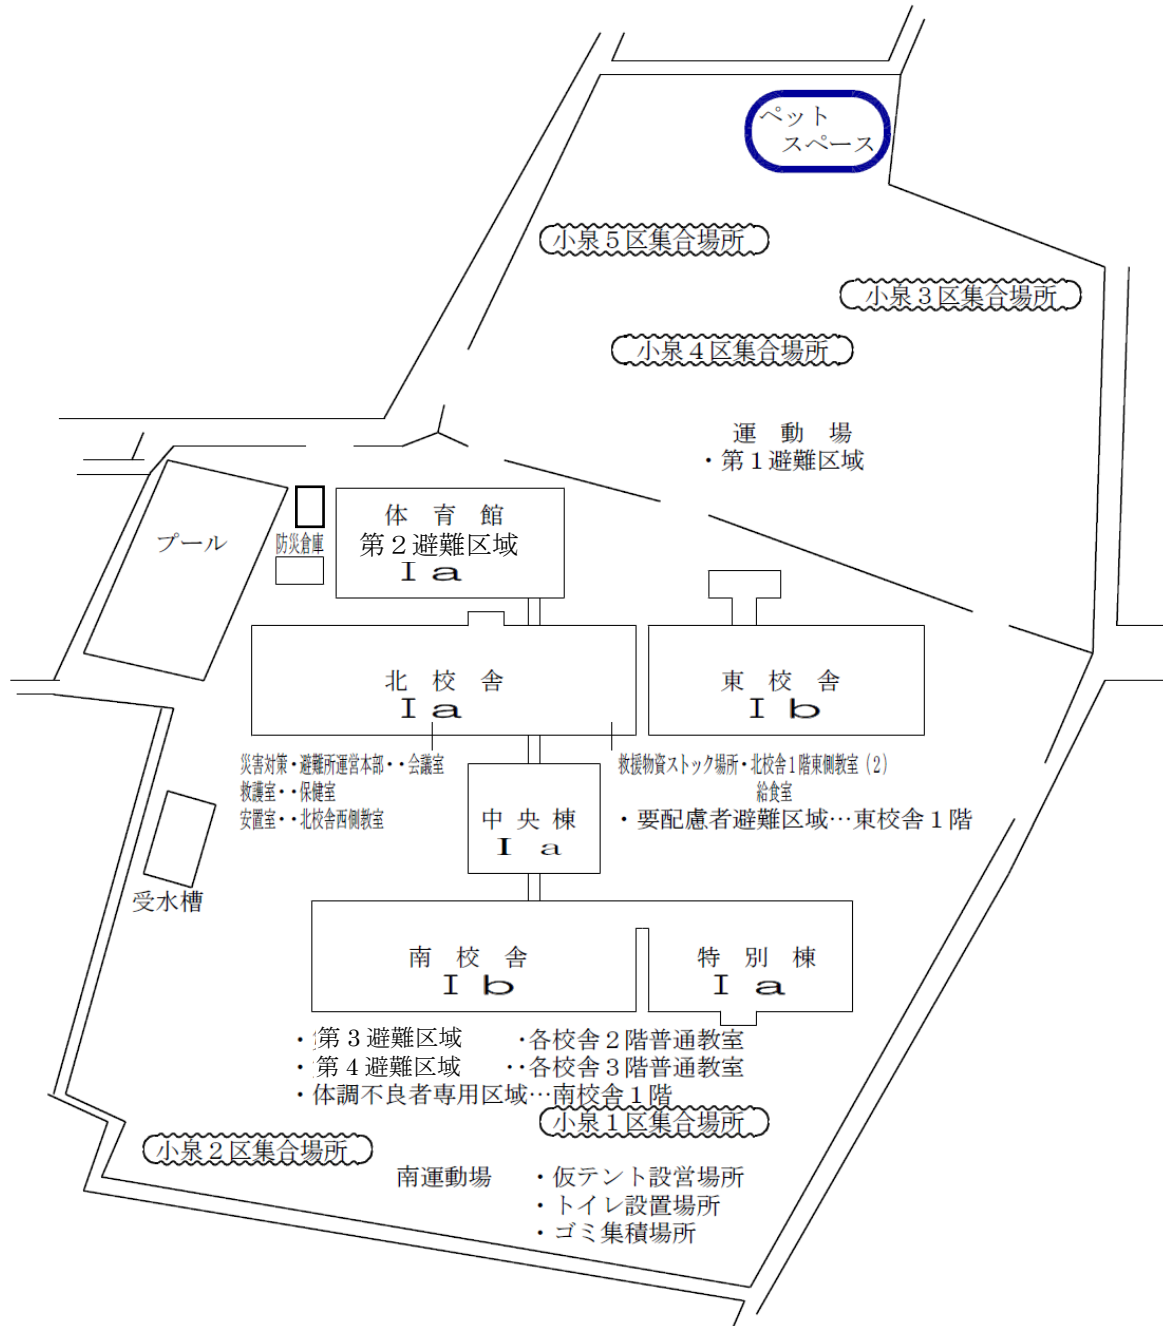 ペット
スペース
小泉５区集合場所
小泉３区集合場所
小泉４区集合場所
運動場
・第１避難区域
体育館
第２避難区域
Ⅰａ
プール
防災倉庫
北校舎
Ⅰａ
東校舎
Ⅰｂ
災害対策・避難所運営本部・・会議室
救護室・・保健室
安置室・・北校舎西側教室
救援物資ストック場所・北校舎１階東側教室（２）
給食室
・要配慮者避難区域…東校舎１階
中央棟
Ⅰａ
受水槽
南校舎
Ⅰｂ
特別棟
Ⅰａ
・第３避難区域　・各校舎２階普通教室
・第４避難区域　・・各校舎３階普通教室
・体調不良者専用区域…南校舎１階
小泉１区集合場所
小泉２区集合場所
南運動場　・仮テント設営場所
・トイレ設置場所
・ゴミ集積場所